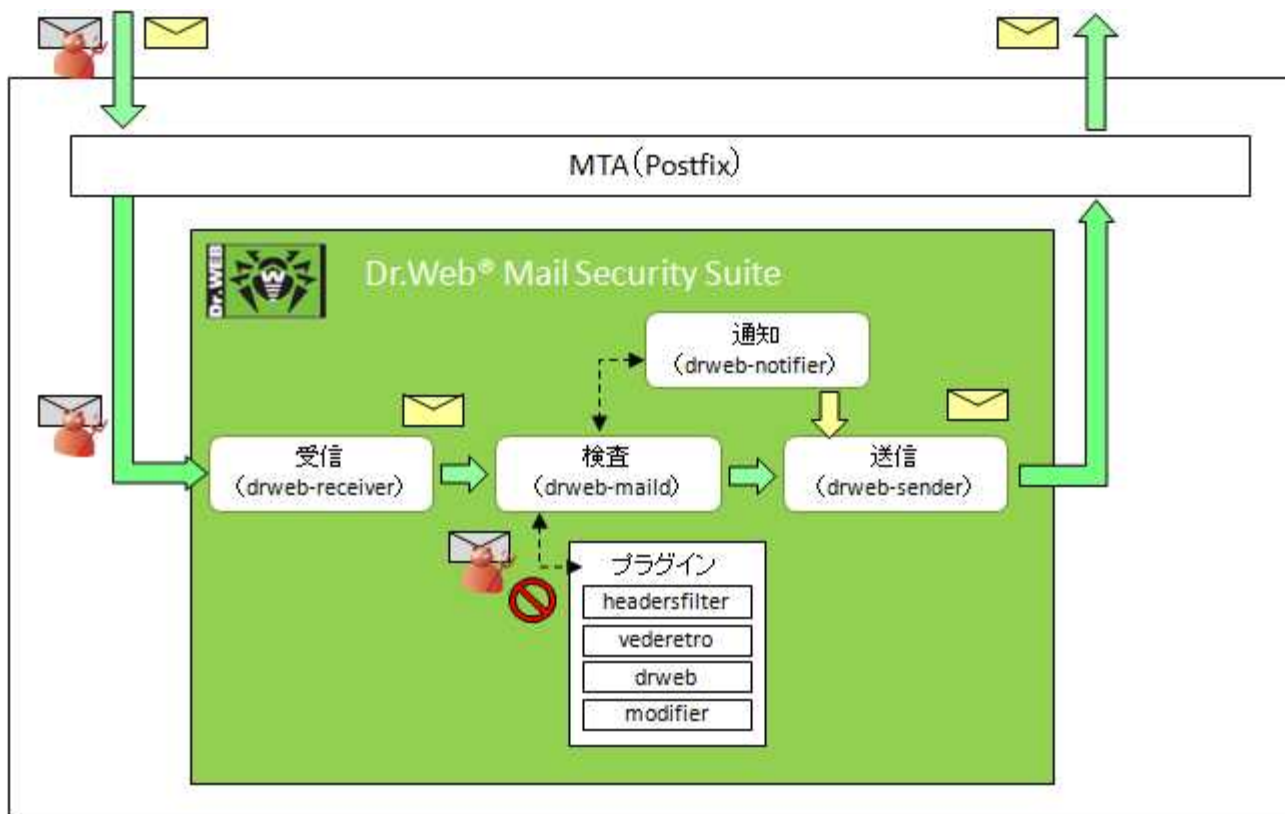 MTA（Postfix）
Dr.WEB
Dr.Web® Mail Security Suite
通知
（drweb-notifier）
受信
（drweb-receiver）
検査
（drweb-maild）
送信
（drweb-sender）
プラグイン
headersfilter
vederetro
drweb
modifier